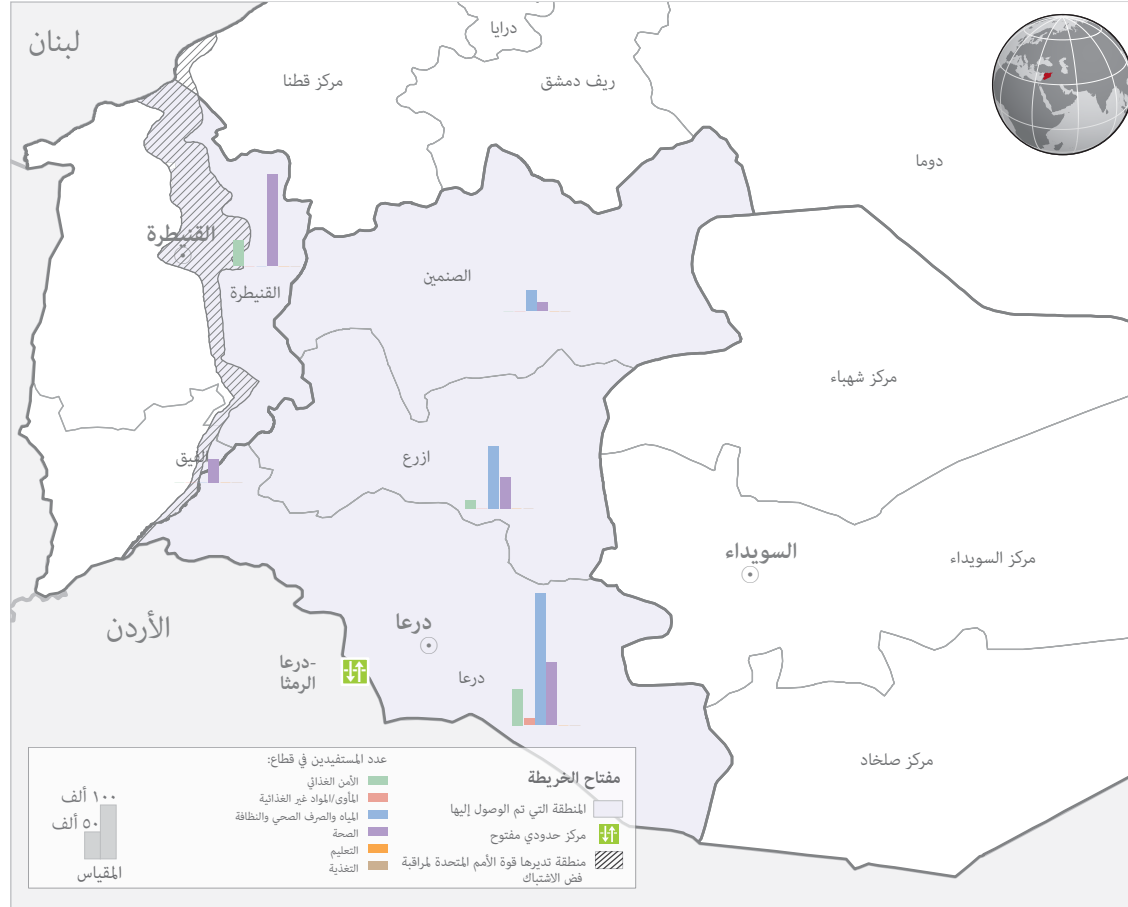 لبنان
درايا
مركز قطنا
ريف دمشق
دوما
القنيطرة
القنيطرة
الصنمين
مركز شهباء
الفيق
ازرع
السويداء
مركز السويداء
الأردن
درعا
درعا-
الرمثا
درعا
مركز صلخاد
مفتاح الخريطة
المنطقة التي تم الوصول إليها
مركز حدودي مفتوح
منطقة تديرها قوة الأمم المتحدة لمراقبة
فض الاشتباك
عدد المستفيدين في قطاع:
الأمن الغذائي
المأوى/المواد غير الغذائية
المياه والصرف الصحي والنظافة
الصحة
التعليم
التغذية
١٠٠ ألف
٥٠ ألف
المقياس